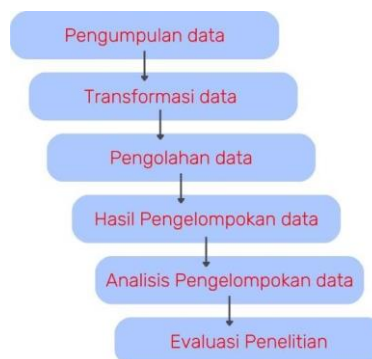 Pengumpulan data
Transformasi data
Pengolahan data
Hasil Pengelompokan data
Analisis Pengelompokan data
Evaluasi Penelitian